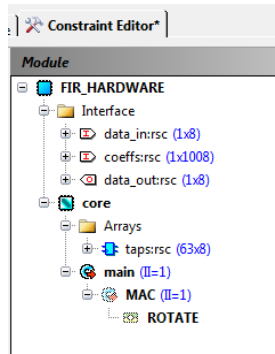 Constraint Editor*
Module
FIR_HARDWARE
Interface
data_in:rsc (1x8)
coeffs:rsc (1x1008)
data_out:rsc (1x8)
core
Arrays
taps:rsc (63x8)
main (II=1)
MAC (II=1)
ROTATE